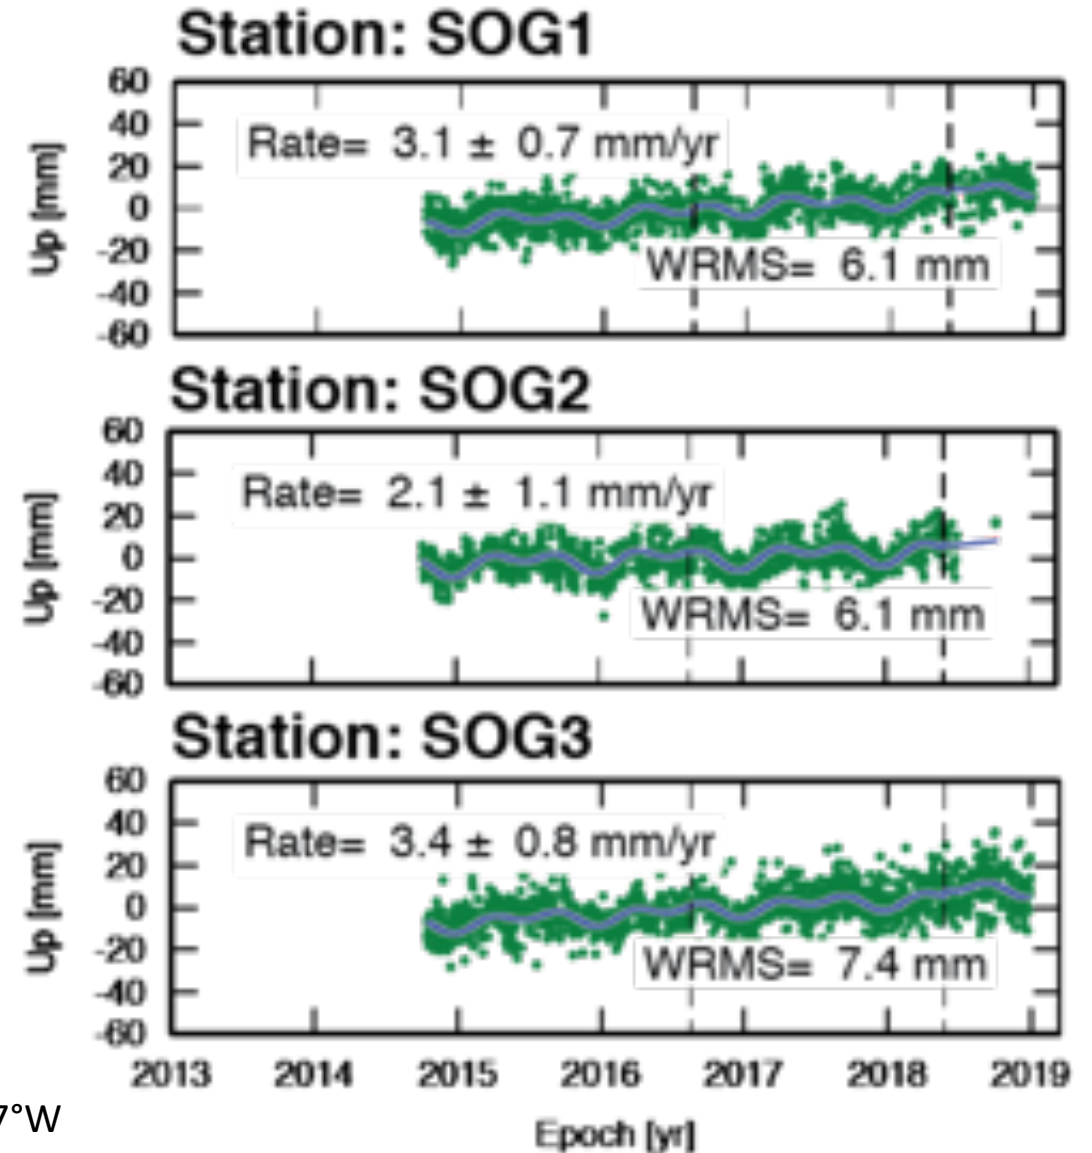 Station: SOG1
60
40
20
0
-20
-40
-60
Up [mm]
Rate= 3.1 ± 0.7 mm/yr
WRMS= 6.1 mm
Station: SOG2
60
40
20
0
-20
-40
-60
Up [mm]
Rate= 2.1 ± 1.1 mm/yr
WRMS= 6.1 mm
Station: SOG3
60
40
20
0
-20
-40
-60
Up [mm]
Rate= 3.4 ± 0.8 mm/yr
WRMS= 7.4 mm
2013 2014 2015 2016 2017 2018 2019
7°W
Epoch [yr]